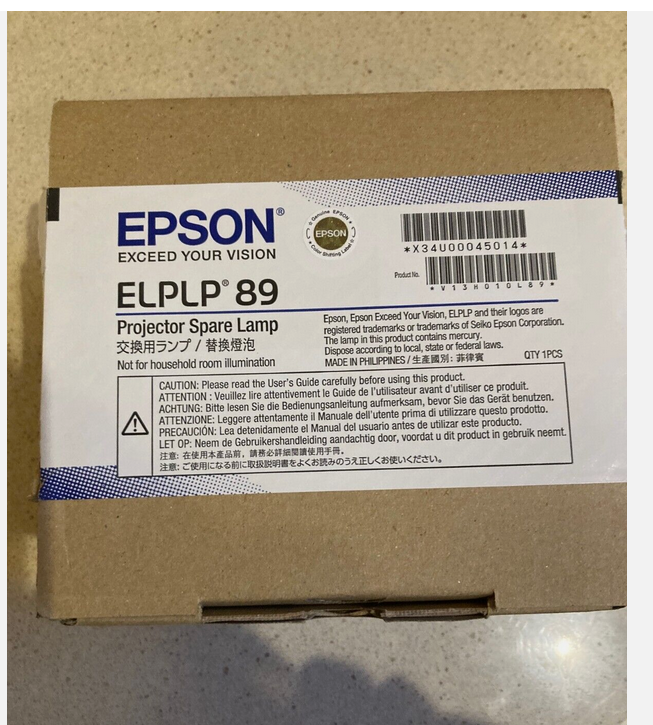 EPSON®
EXCEED YOUR VISION
Genuine EPSON
EPSON
Color Shifting Label
*X34U00045014*
Product No.
*V13H010L89*
ELPLP® 89
Projector Spare Lamp
交換用ランプ / 替換燈泡
Not for household room illumination
Epson, Epson Exceed Your Vision, ELPLP and their logos are
registered trademarks or trademarks of Seiko Epson Corporation.
The lamp in this product contains mercury.
Dispose according to local, state or federal laws.
MADE IN PHILIPPINES / 生產國別: 菲律賓
QTY 1PCS
CAUTION: Please read the User's Guide carefully before using this product.
ATTENTION : Veuillez lire attentivement le Guide de l'utilisateur avant d'utiliser ce produit.
ACHTUNG: Bitte lesen Sie die Bedienungsanleitung aufmerksam, bevor Sie das Gerät benutzen.
ATTENZIONE: Leggere attentamente il Manuale dell'utente prima di utilizzare questo prodotto.
PRECAUCIÓN: Lea detenidamente el Manual del usuario antes de utilizar este producto.
LET OP: Neem de Gebruikershandleiding aandachtig door, voordat u dit product in gebruik neemt.
注意: 在使用本產品前，請務必詳細閱讀使用手冊。
注意: ご使用になる前に取扱説明書をよくお読みのうえ正しくお使いください。